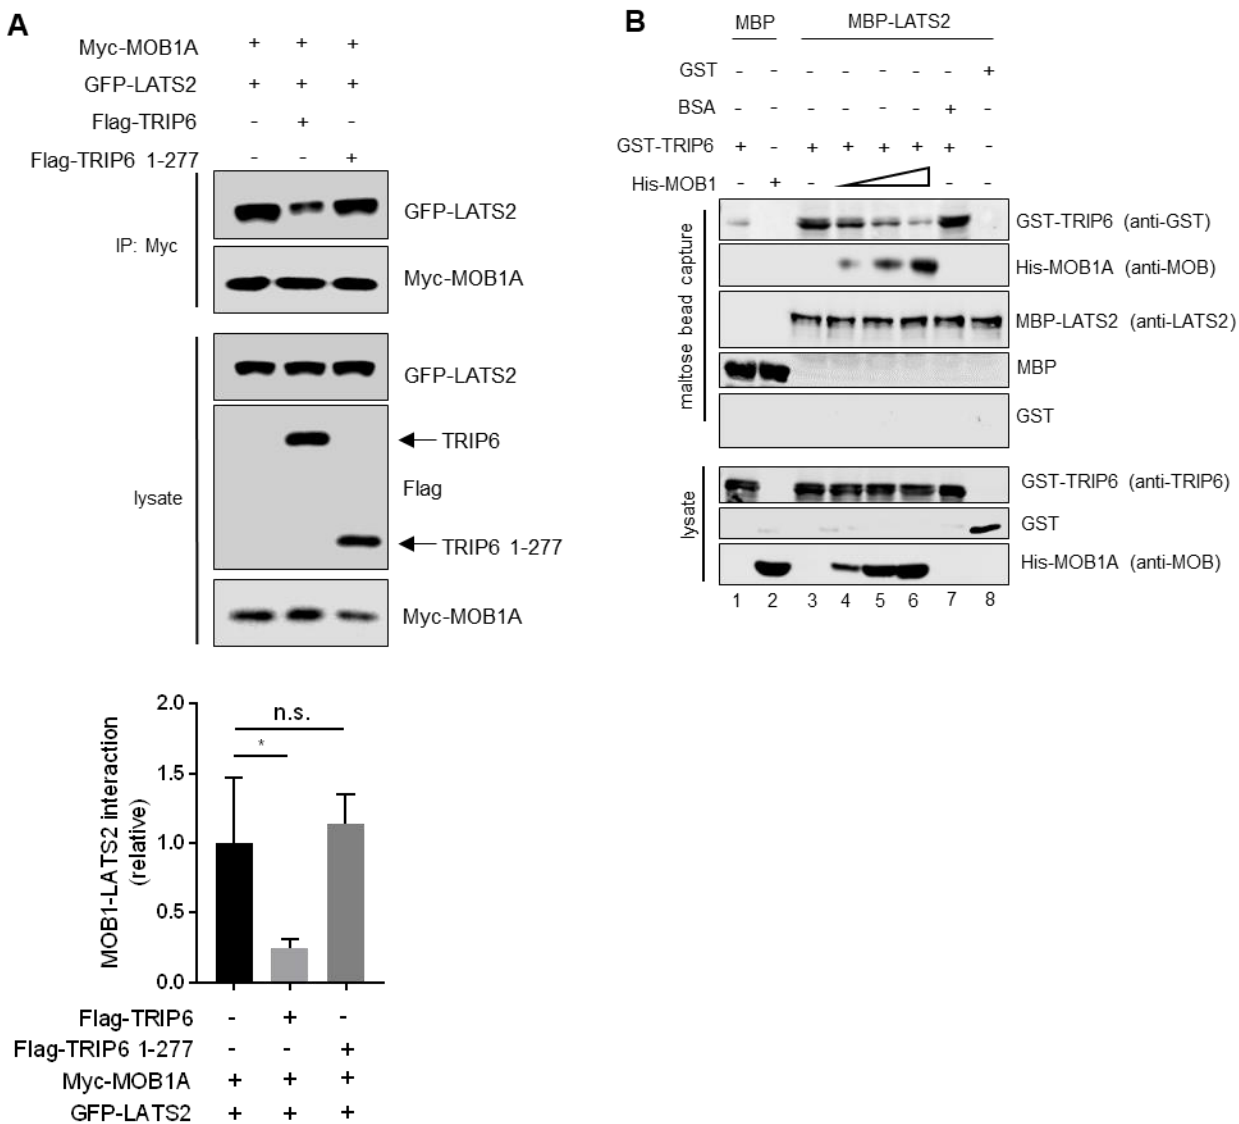 A
Myc-MOB1A + + +
GFP-LATS2 + + +
Flag-TRIP6 - + -
Flag-TRIP6 1-277 - - +
IP: Myc
GFP-LATS2
Myc-MOB1A
lysate
GFP-LATS2
TRIP6
Flag
TRIP6 1-277
Myc-MOB1A
MOB1-LATS2 interaction
(relative)
2.0
1.5
1.0
0.5
0.0
n.s.
*
Flag-TRIP6 - + -
Flag-TRIP6 1-277 - - +
Myc-MOB1A + + +
GFP-LATS2 + + +
B
MBP MBP-LATS2
GST - - - - - - - +
BSA - - - - - - + -
GST-TRIP6 + - + + + + + -
His-MOB1 - + - - -
maltose bead capture
GST-TRIP6 (anti-GST)
His-MOB1A (anti-MOB)
MBP-LATS2 (anti-LATS2)
MBP
GST
lysate
GST-TRIP6 (anti-TRIP6)
GST
His-MOB1A (anti-MOB)
1 2 3 4 5 6 7 8